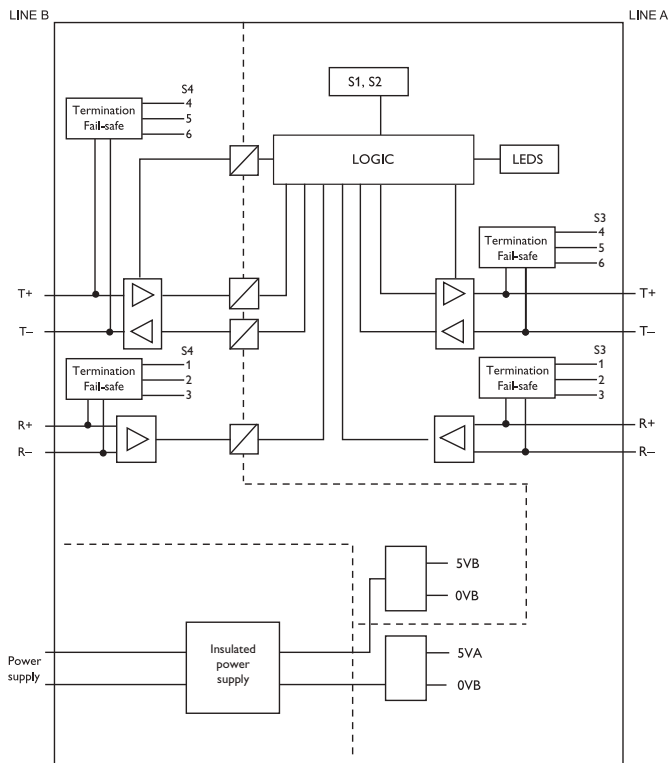 LINE B
LINE A
S1, S2
S4
4
5
6
Termination
Fail-safe
LOGIC
LEDS
S3
4
5
6
Termination
Fail-safe
T+
T+
T–
T–
S4
1
2
3
Termination
Fail-safe
S3
1
2
3
Termination
Fail-safe
R+
R+
R–
R–
5VB
0VB
Insulated
power
supply
Power
supply
5VA
0VB